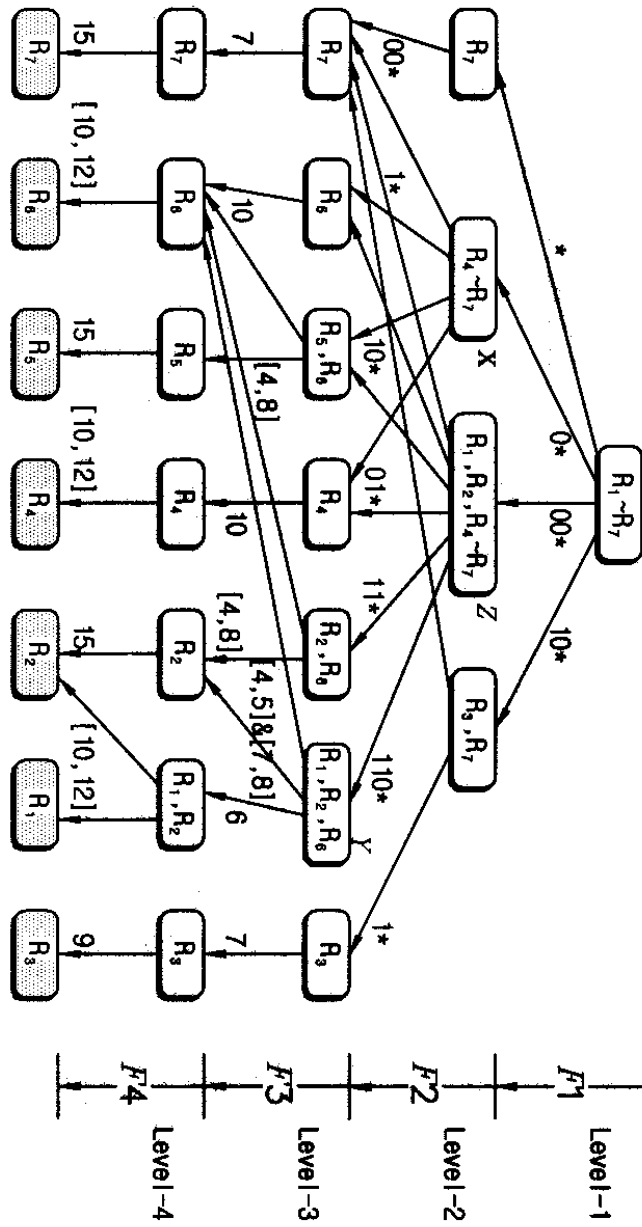 R₁~R₇
Level-1
*
0*
00*
10*
F1
R₇
R₄~R₇
X
R₁,R₂,R₄~R₇
Z
R₃,R₇
Level-2
00*
1*
10*
01*
11*
110*
1*
F2
R₇
R₆
R₅,R₆
R₄
R₂,R₆
R₁,R₂,R₆
Y
R₃
Level-3
7
10
[4,8]
10
[4,8]
[4,5]&[7,8]
6
7
F3
R₇
R₆
R₅
R₄
R₂
R₁,R₂
R₃
Level-4
15
[10,12]
15
[10,12]
15
[10,12]
9
F4
R₇
R₆
R₅
R₄
R₂
R₁
R₃